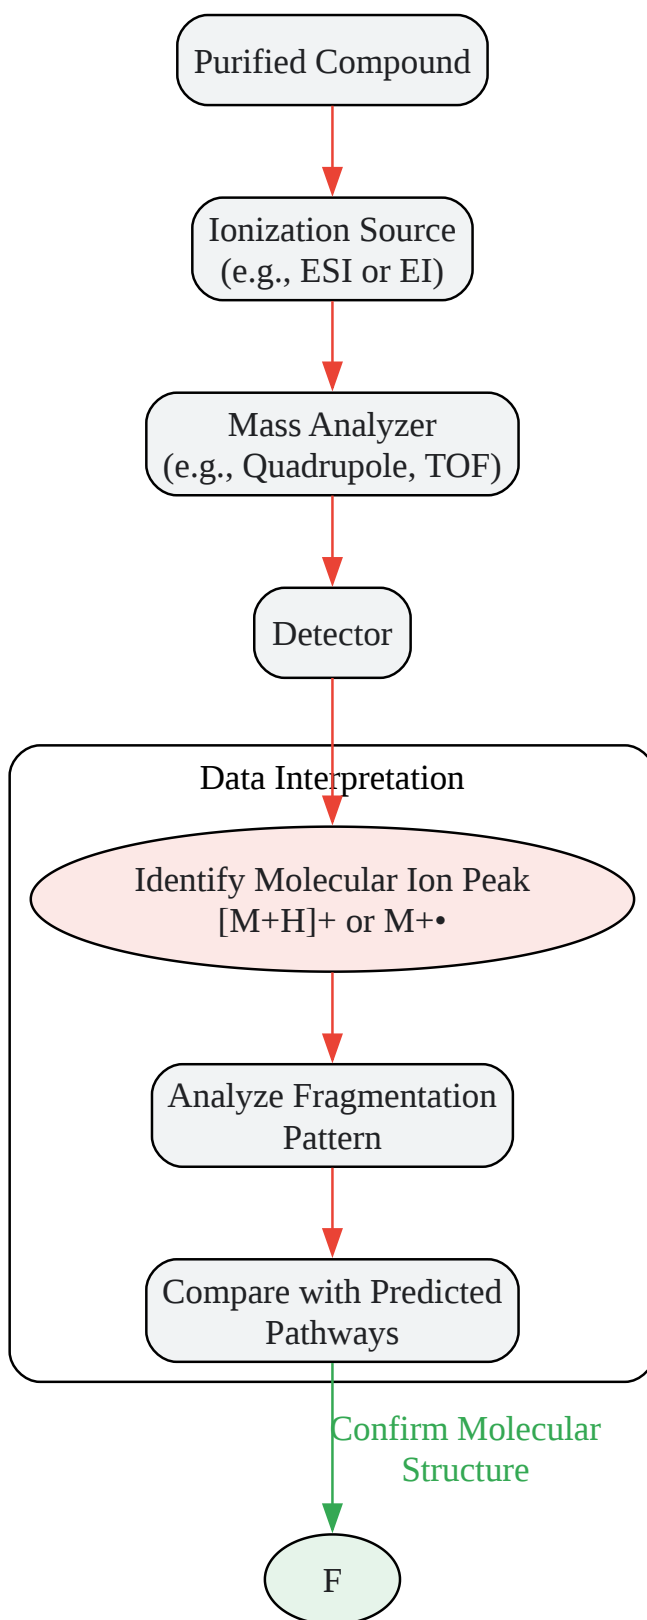 Purified Compound
Ionization Source
(e.g., ESI or EI)
Mass Analyzer
(e.g., Quadrupole, TOF)
Detector
Data Interpretation
Identify Molecular Ion Peak
[M+H]+ or M+•
Analyze Fragmentation
Pattern
Compare with Predicted
Pathways
Confirm Molecular
Structure
F